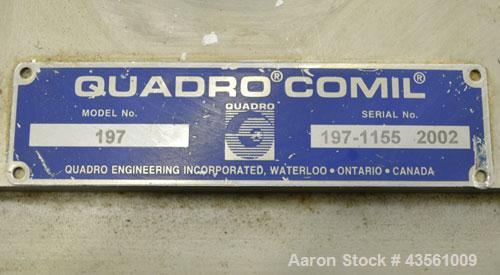 QUADRO® COMIL®
MODEL No. QUADRO SERIAL No.
197 197-1155 2002
QUADRO ENGINEERING INCORPORATED, WATERLOO • ONTARIO • CANADA
Aaron Stock # 43561009